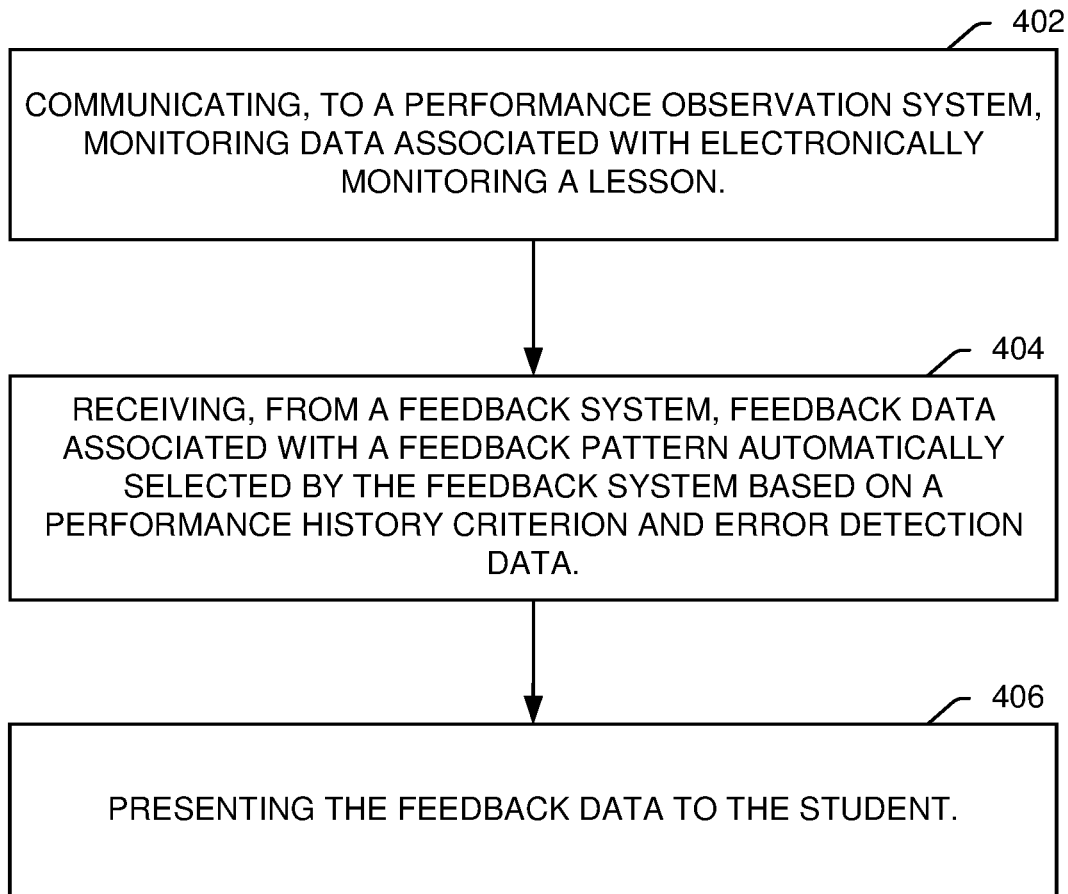 402
COMMUNICATING, TO A PERFORMANCE OBSERVATION SYSTEM,
MONITORING DATA ASSOCIATED WITH ELECTRONICALLY
MONITORING A LESSON.
404
RECEIVING, FROM A FEEDBACK SYSTEM, FEEDBACK DATA
ASSOCIATED WITH A FEEDBACK PATTERN AUTOMATICALLY
SELECTED BY THE FEEDBACK SYSTEM BASED ON A
PERFORMANCE HISTORY CRITERION AND ERROR DETECTION
DATA.
406
PRESENTING THE FEEDBACK DATA TO THE STUDENT.